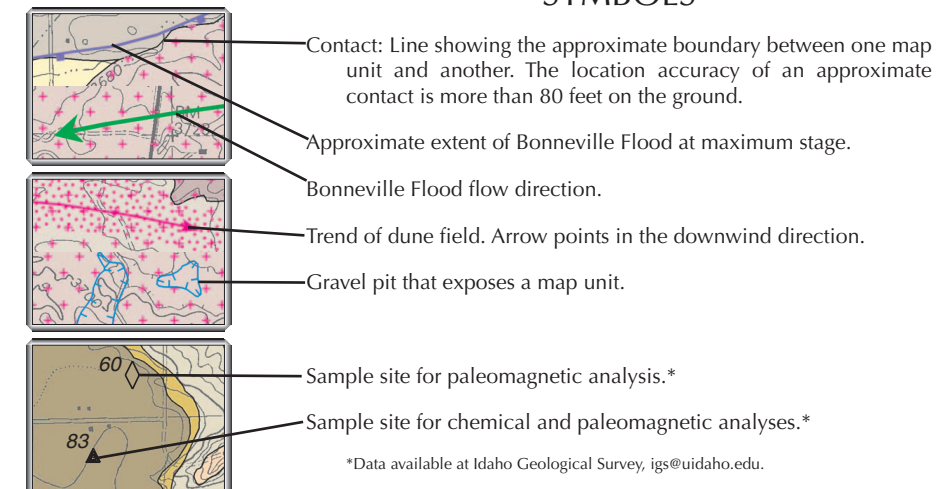 SYMBOLS
Contact: Line showing the approximate boundary between one map
unit and another. The location accuracy of an approximate
contact is more than 80 feet on the ground.
Approximate extent of Bonneville Flood at maximum stage.
Bonneville Flood flow direction.
Trend of dune field. Arrow points in the downwind direction.
Gravel pit that exposes a map unit.
60
Sample site for paleomagnetic analysis.*
Sample site for chemical and paleomagnetic analyses.*
83
*Data available at Idaho Geological Survey, igs@uidaho.edu.